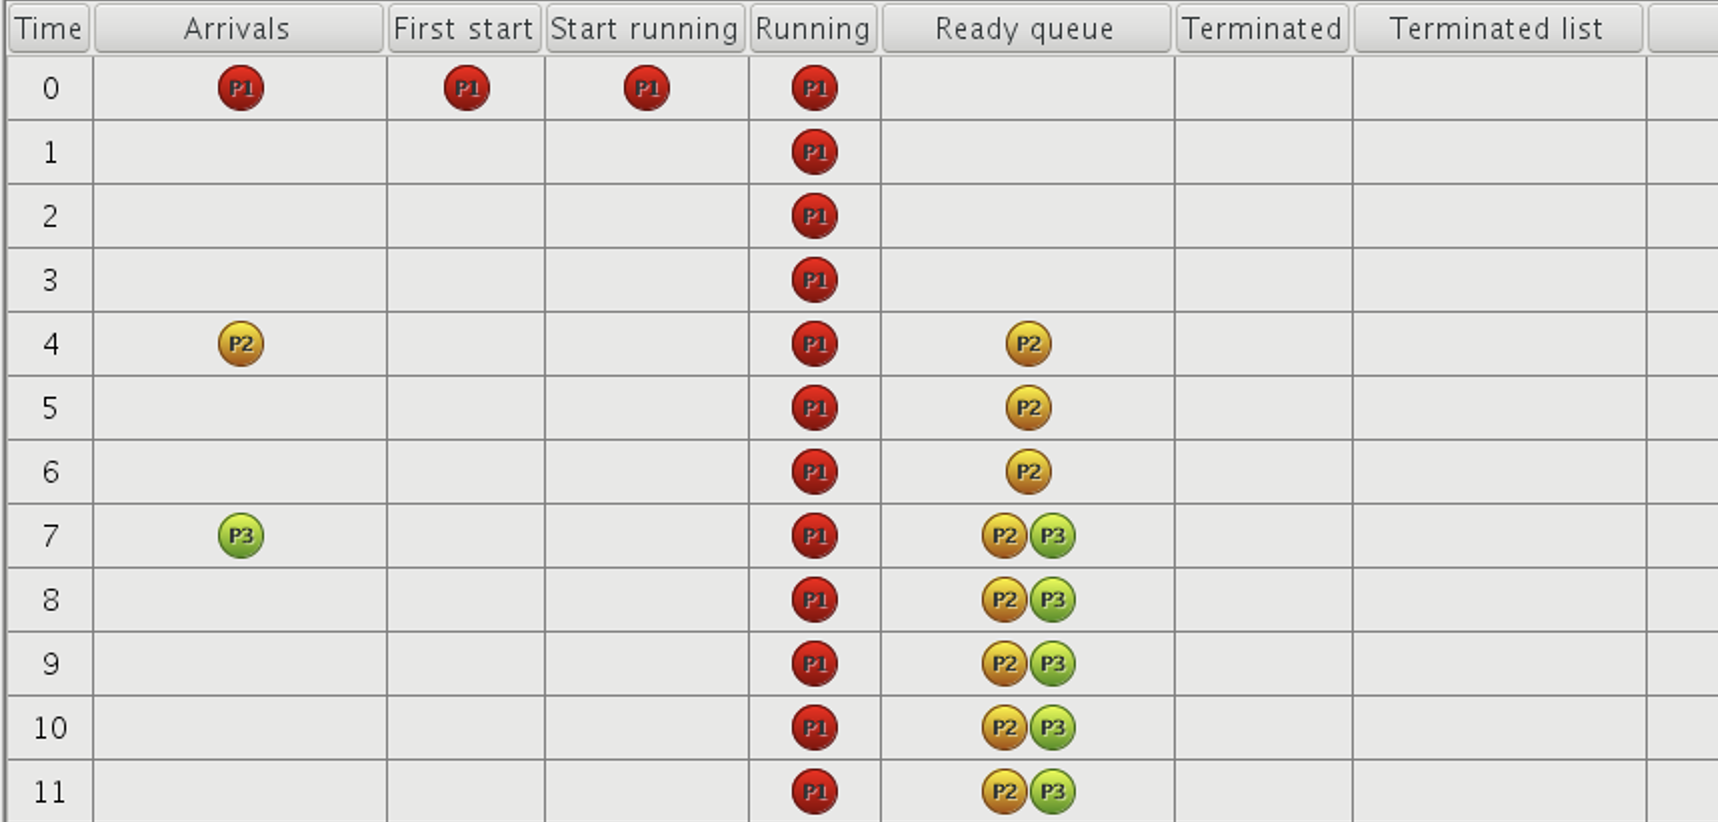 Time Arrivals First start Start running Running Ready queue Terminated Terminated list
0 P1 P1 P1 P1
1 P1
2 P1
3 P1
4 P2 P1 P2
5 P1 P2
6 P1 P2
7 P3 P1 P2 P3
8 P1 P2 P3
9 P1 P2 P3
10 P1 P2 P3
11 P1 P2 P3